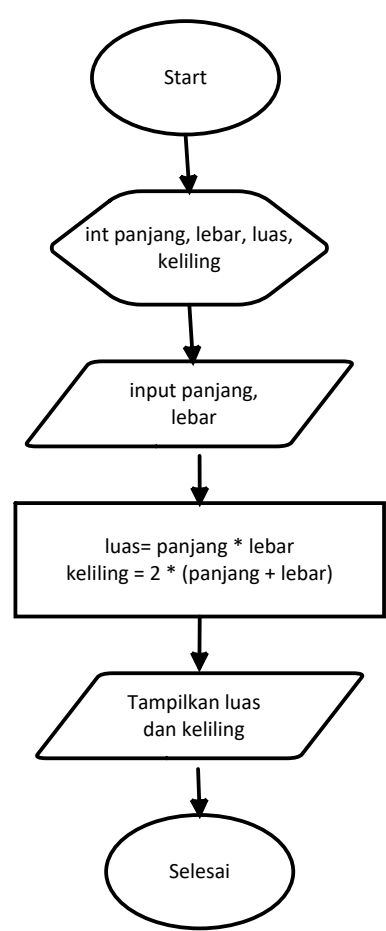 Start
int panjang, lebar, luas,
keliling
input panjang,
lebar
luas= panjang * lebar
keliling = 2 * (panjang + lebar)
Tampilkan luas
dan keliling
Selesai